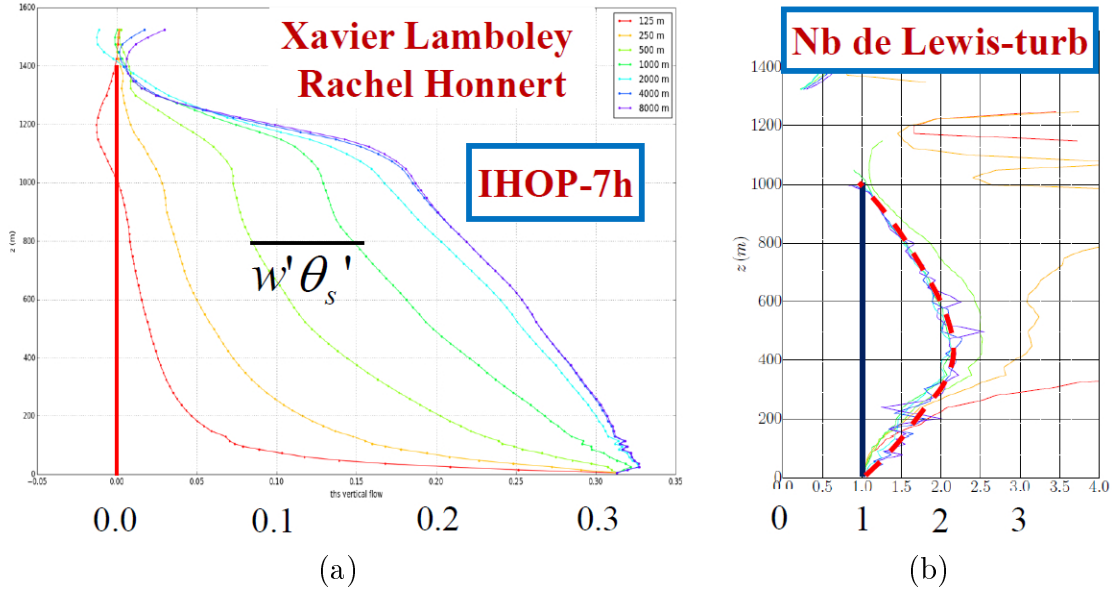 Xavier Lamboley
Rachel Honnert
IHOP-7h
w'θs'
125 m
250 m
500 m
1000 m
2000 m
4000 m
8000 m
1600
1400
1200
1000
800
600
400
200
0
z (m)
−0.05
0.00
0.05
0.10
0.15
0.20
0.25
0.30
0.35
ths vertical flow
0.0
0.1
0.2
0.3
(a)
Nb de Lewis-turb
1400
1200
1000
800
600
400
200
0
z (m)
0.0
0.5
1.0
1.5
2.0
2.5
3.0
3.5
4.0
0
1
2
3
(b)